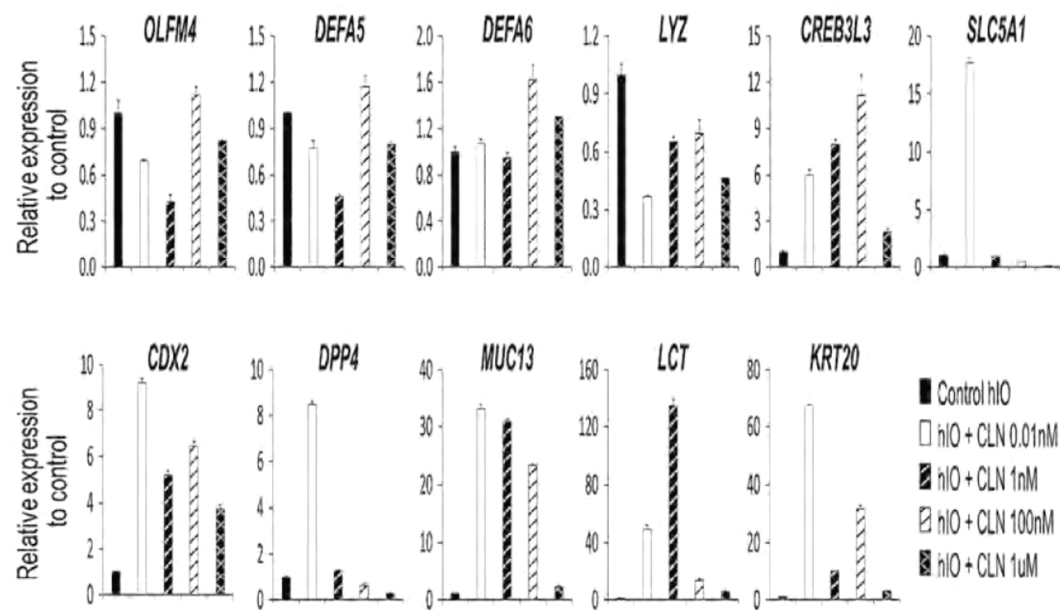 OLFM4 DEFA5 DEFA6 LYZ CREB3L3 SLC5A1
Relative expression
to control
1.5 1.5 2.0 1.2 15 20
1.2 1.2 1.6 0.9 12 15
0.9 0.9 1.2 0.6 9 10
0.6 0.6 0.8 0.3 6 5
0.3 0.3 0.4 0.0 3 0
0.0 0.0 0.0 0
CDX2 DPP4 MUC13 LCT KRT20
Relative expression
to control
10 10 40 160 80
8 8 30 120 60
6 6 20 80 40
4 4 10 40 20
2 2 0 0 0
0 0
Control hIO
hIO + CLN 0.01nM
hIO + CLN 1nM
hIO + CLN 100nM
hIO + CLN 1uM